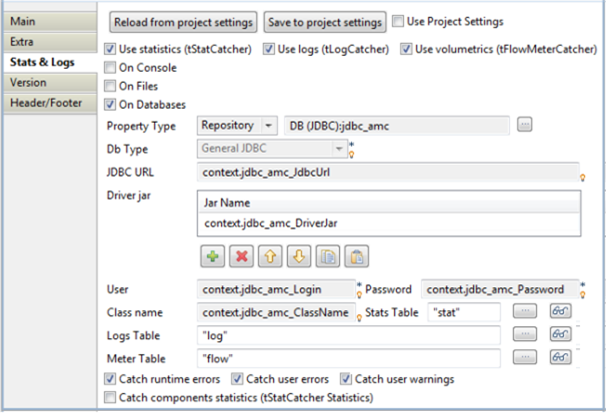 Main
Extra
Stats & Logs
Version
Header/Footer
Reload from project settings Save to project settings Use Project Settings
Use statistics (tStatCatcher) Use logs (tLogCatcher) Use volumetrics (tFlowMeterCatcher)
On Console
On Files
On Databases
Property Type Repository DB (JDBC):jdbc_amc ...
Db Type General JDBC *
JDBC URL context.jdbc_amc_JdbcUrl
Driver jar
Jar Name
context.jdbc_amc_DriverJar
User context.jdbc_amc_Login * Password context.jdbc_amc_Password *
Class name context.jdbc_amc_ClassName Stats Table "stat" ...
Logs Table "log" ...
Meter Table "flow" ...
Catch runtime errors Catch user errors Catch user warnings
Catch components statistics (tStatCatcher Statistics)